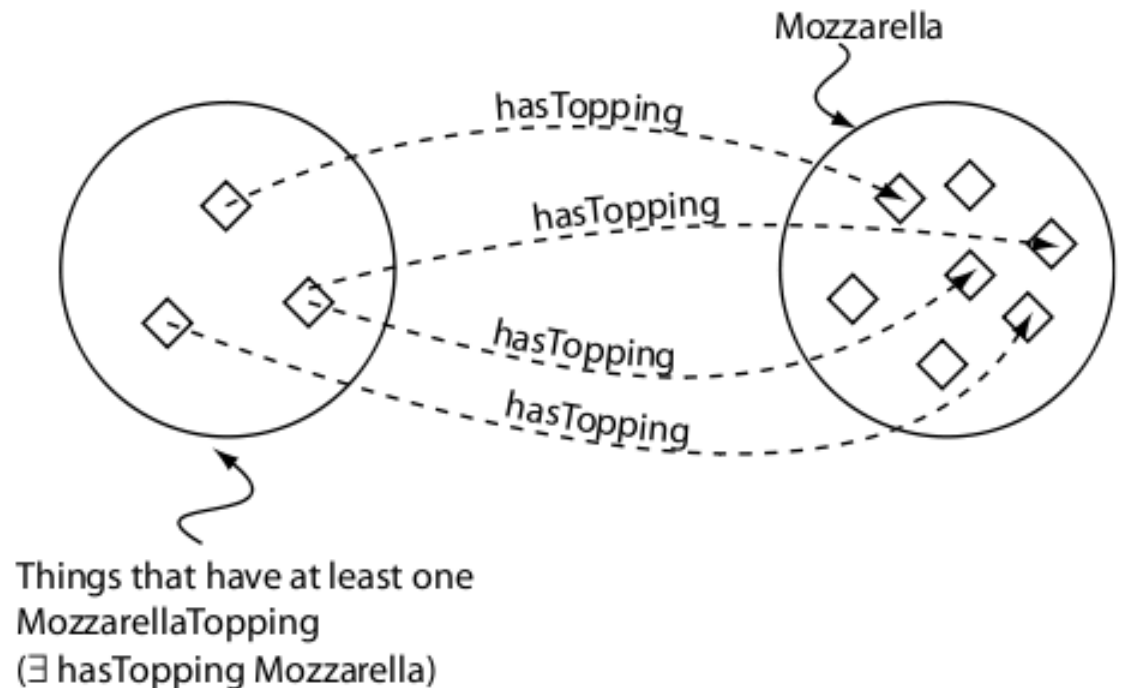 Mozzarella
hasTopping
hasTopping
hasTopping
hasTopping
Things that have at least one
MozzarellaTopping
(∃ hasTopping Mozzarella)